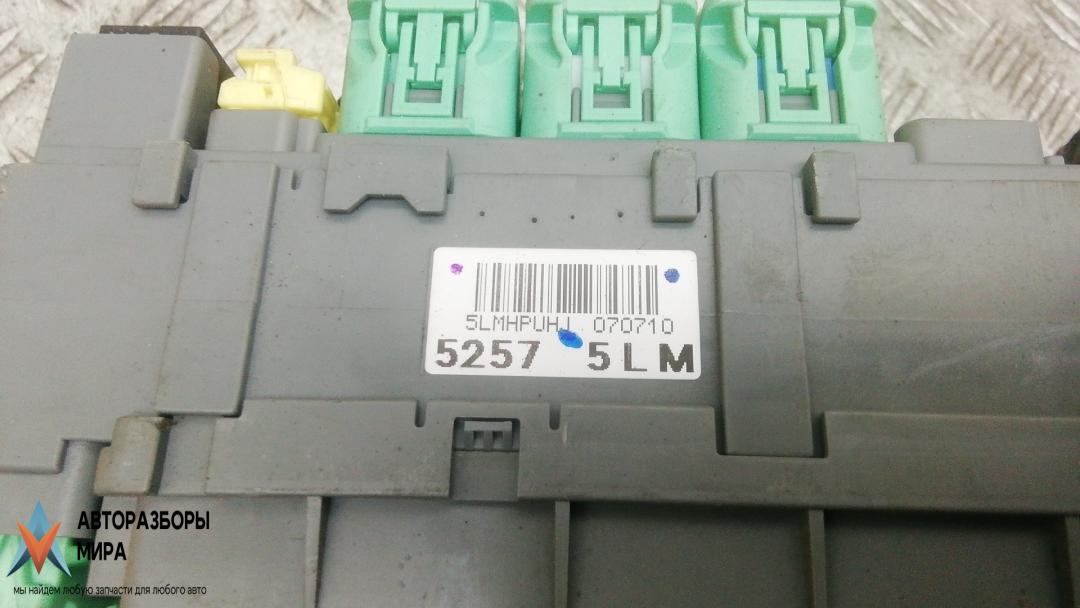 5LMHPUHJ 070710
5257 5LM
АВТОРАЗБОРЫ
МИРА
мы найдем любую запчасти для любого авто